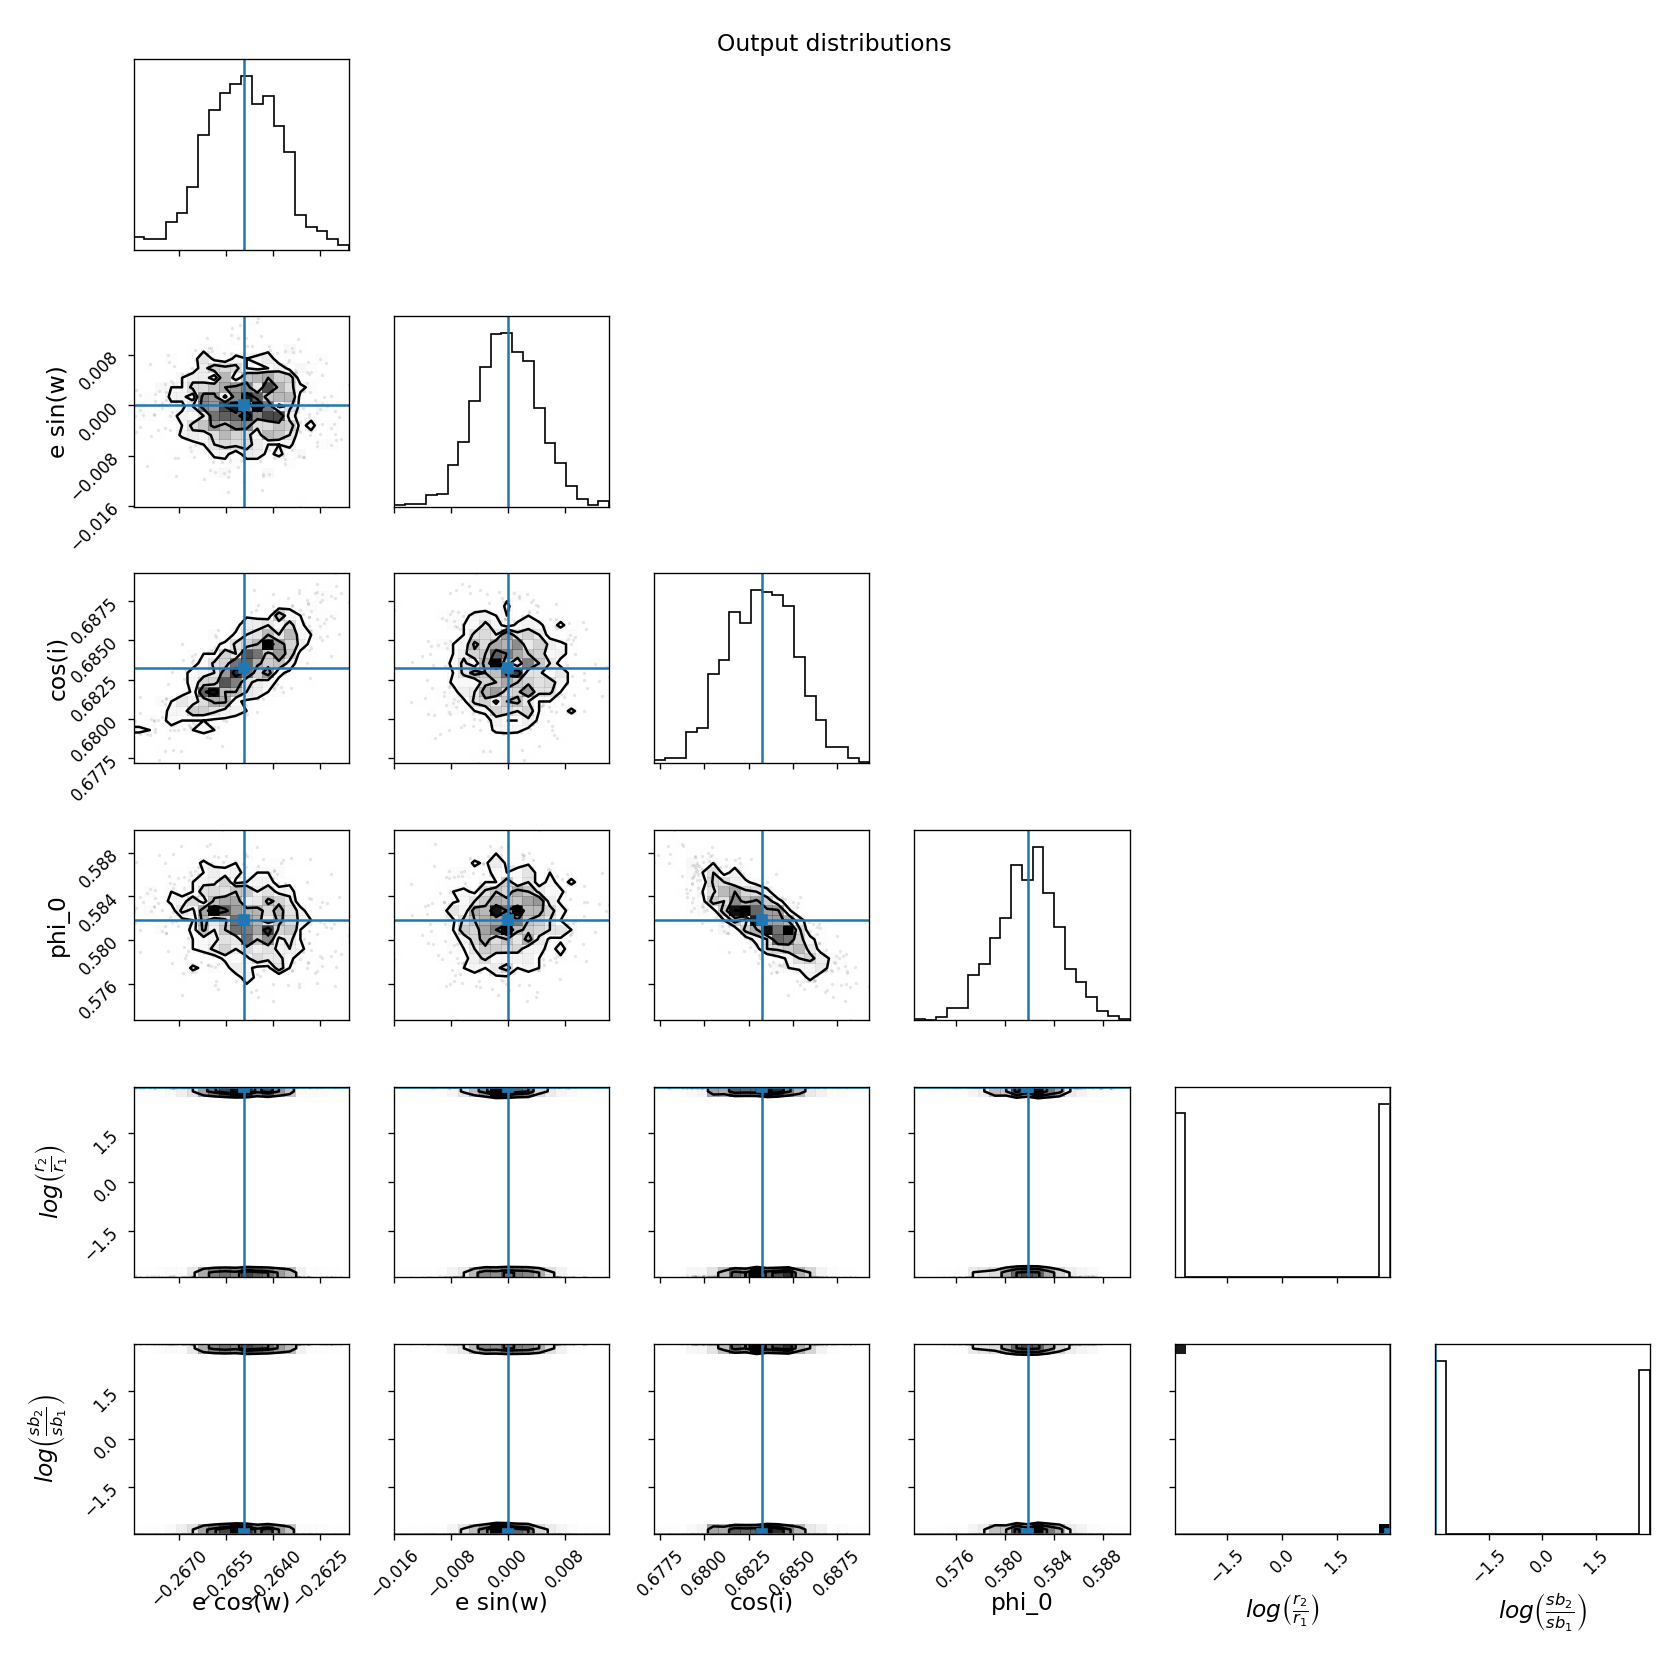 Output distributions
e sin(w)
0.008
0.000
−0.008
−0.016
cos(i)
0.6875
0.6850
0.6825
0.6800
0.6775
phi_0
0.588
0.584
0.580
0.576
log(r₂/r₁)
1.5
0.0
−1.5
log(sb₂/sb₁)
1.5
0.0
−1.5
−0.2670 −0.2655 −0.2640 −0.2625
−0.016 −0.008 0.000 0.008
0.6775 0.6800 0.6825 0.6850 0.6875
0.576 0.580 0.584 0.588
−1.5 0.0 1.5
−1.5 0.0 1.5
e cos(w) e sin(w) cos(i) phi_0 log(r₂/r₁) log(sb₂/sb₁)